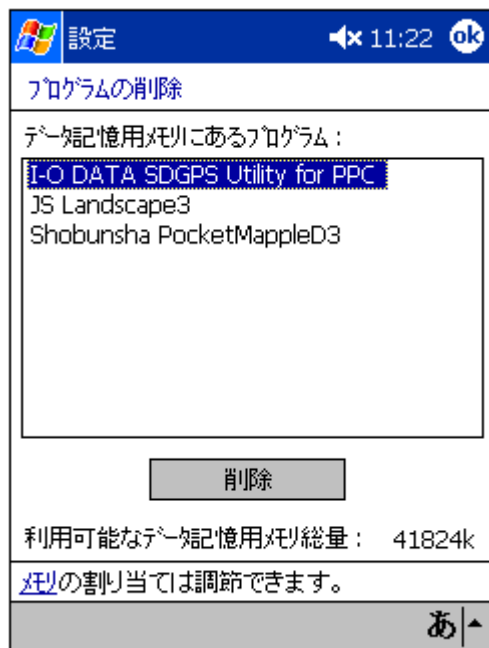 設定 11:22 ok
プログラムの削除
データ記憶用メモリにあるプログラム：
I-O DATA SDGPS Utility for PPC
JS Landscape3
Shobunsha PocketMappleD3
削除
利用可能なデータ記憶用メモリ総量： 41824k
メモリの割り当ては調節できます。
あ